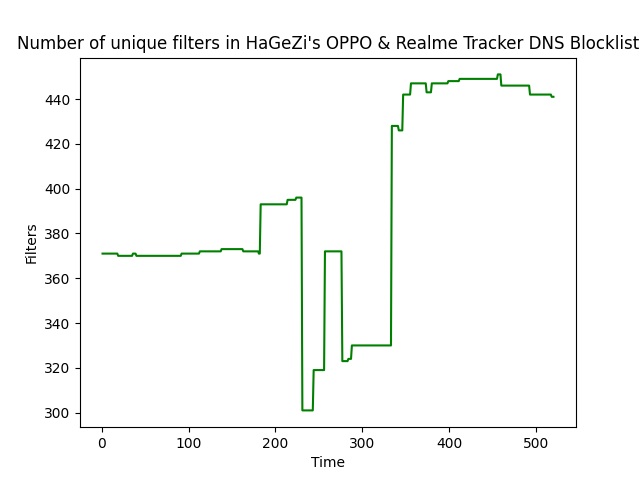 Number of unique filters in HaGeZi's OPPO & Realme Tracker DNS Blocklist
440
420
400
380
360
340
320
300
Filters
0 100 200 300 400 500
Time